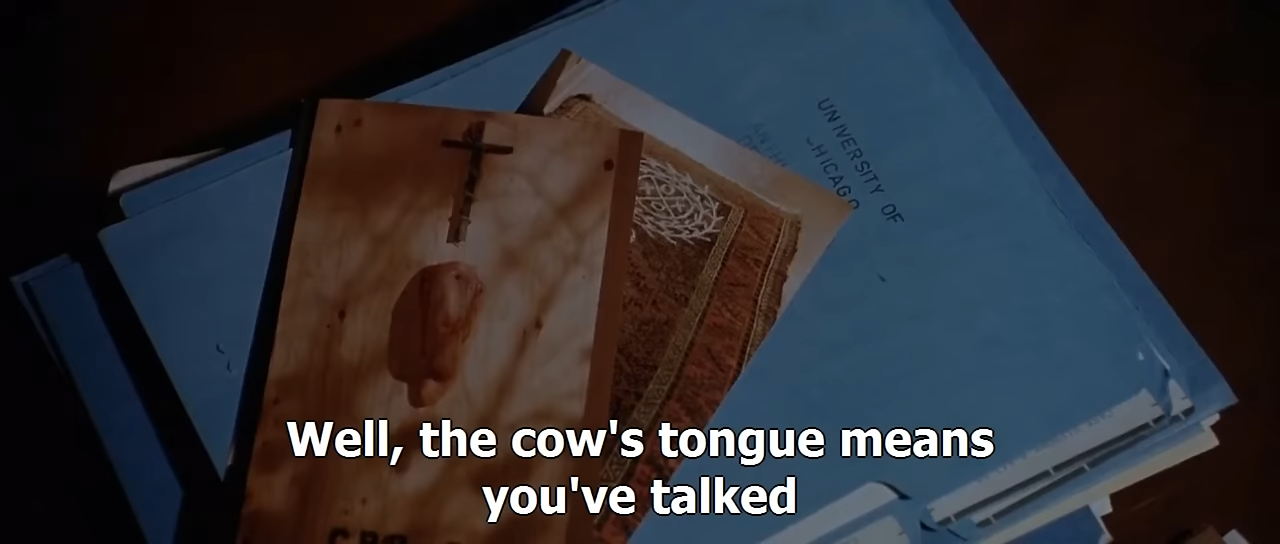 UNIVERSITY OF
CHICAGO
Well, the cow's tongue means
you've talked